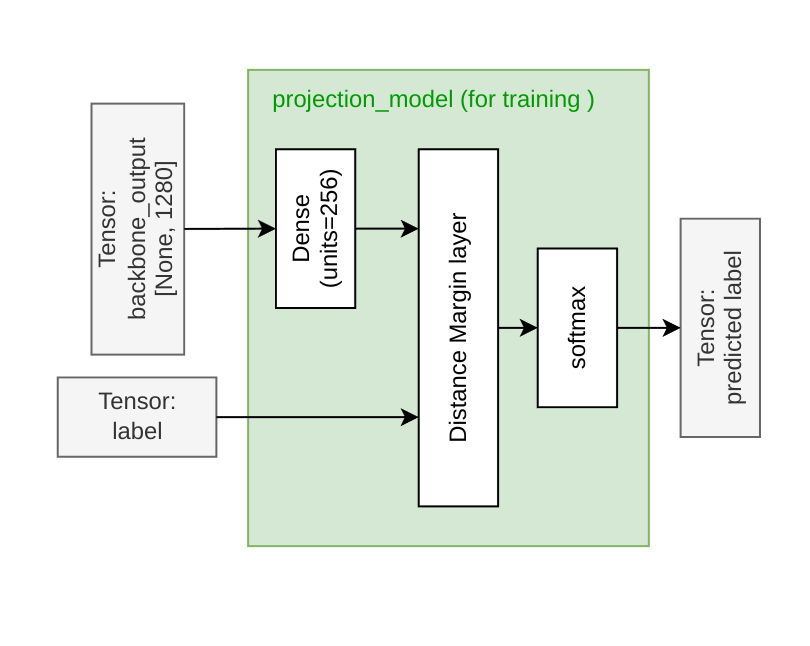 projection_model (for training )
Tensor:
backbone_output
[None, 1280]
Dense
(units=256)
Distance Margin layer
softmax
Tensor:
predicted label
Tensor:
label